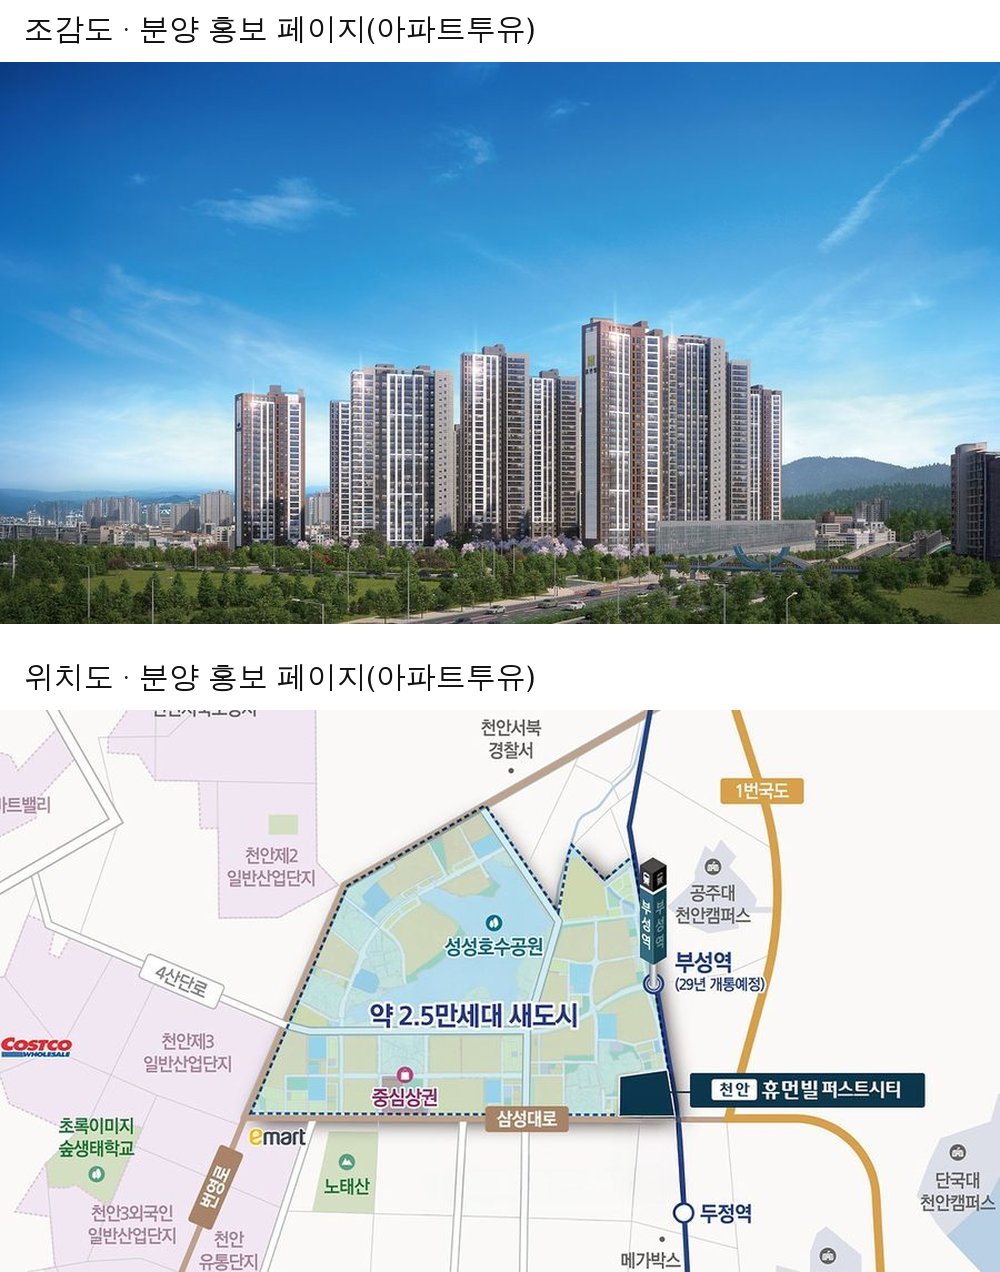 조감도 · 분양 홍보 페이지(아파트투유)
위치도 · 분양 홍보 페이지(아파트투유)
천안서북
경찰서
1번국도
천안제2
일반산업단지
공주대
천안캠퍼스
부성역
부성역
성성호수공원
부성역
(29년 개통예정)
4산단로
약 2.5만세대 새도시
COSTCO
WHOLESALE
천안제3
일반산업단지
중심상권
천안 휴먼빌 퍼스트시티
삼성대로
초록이미지
숲생태학교
emart
노태산
번영로
단국대
천안캠퍼스
천안3외국인
일반산업단지
두정역
천안
유통단지
메가박스